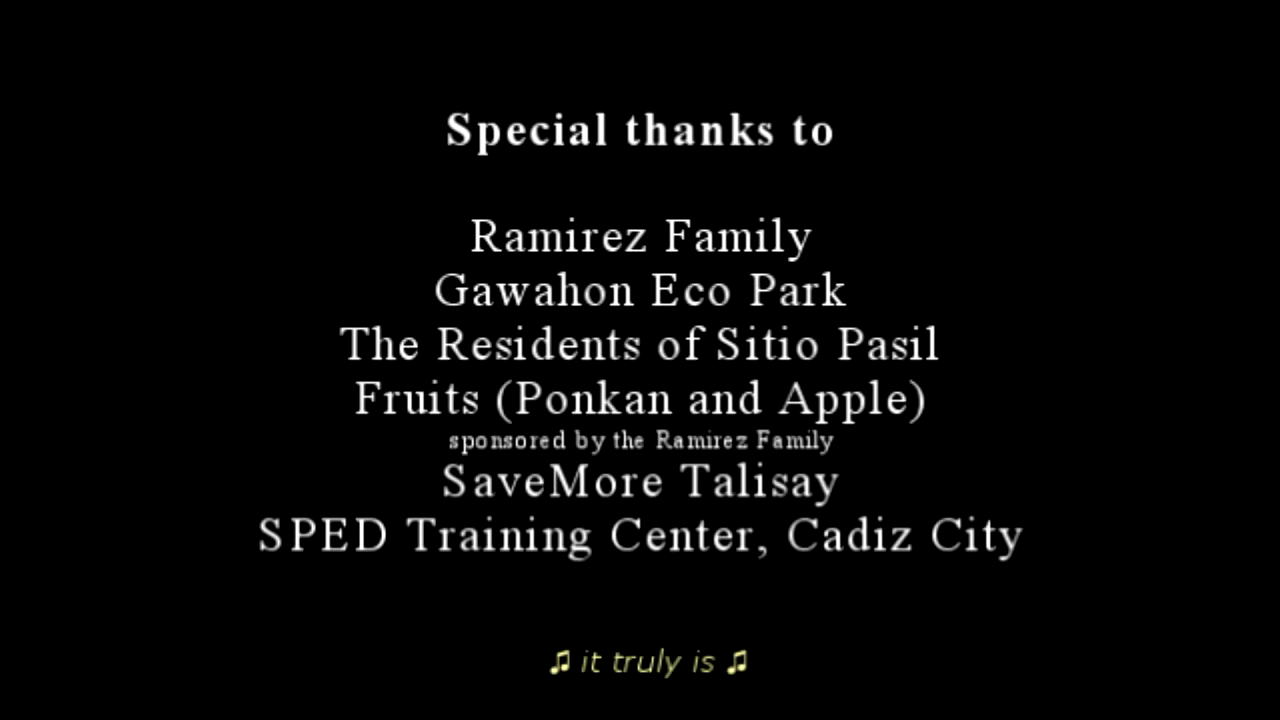 Special thanks to
Ramirez Family
Gawahon Eco Park
The Residents of Sitio Pasil
Fruits (Ponkan and Apple)
sponsored by the Ramirez Family
SaveMore Talisay
SPED Training Center, Cadiz City
♫ it truly is ♫